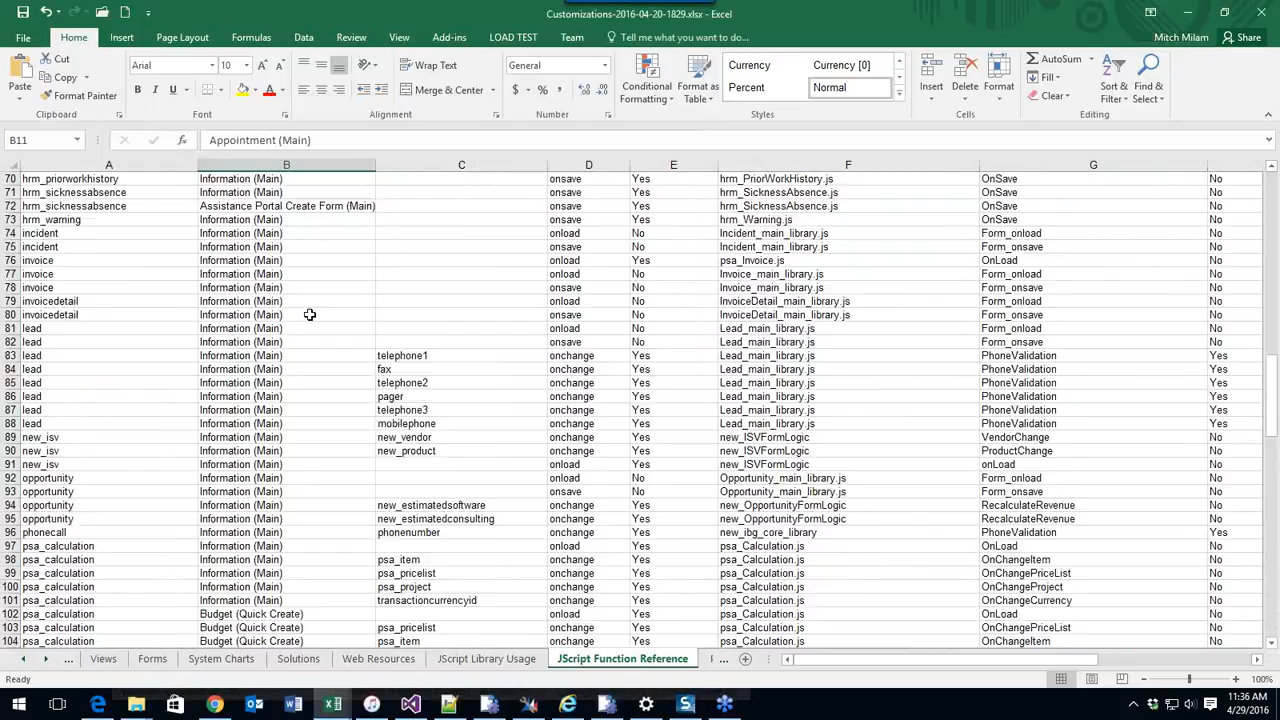 Customizations-2016-04-20-1829.xlsx - Excel
File Home Insert Page Layout Formulas Data Review View Add-ins LOAD TEST Team Tell me what you want to do... Mitch Milam Share
Paste Cut Copy Format Painter Clipboard
Arial 10 B I U Font
Wrap Text Merge & Center Alignment
General $ % Number
Conditional Formatting Format as Table Currency Currency [0] Percent Normal Styles
Insert Delete Format Cells
AutoSum Fill Clear Sort & Filter Find & Select Editing
B11 fx Appointment (Main)
A B C D E F G
70 hrm_priorworkhistory Information (Main) onsave Yes hrm_PriorWorkHistory.js OnSave No
71 hrm_sicknessabsence Information (Main) onsave Yes hrm_SicknessAbsence.js OnSave No
72 hrm_sicknessabsence Assistance Portal Create Form (Main) onsave Yes hrm_SicknessAbsence.js OnSave No
73 hrm_warning Information (Main) onsave Yes hrm_Warning.js OnSave No
74 incident Information (Main) onload No Incident_main_library.js Form_onload No
75 incident Information (Main) onsave No Incident_main_library.js Form_onsave No
76 invoice Information (Main) onload Yes psa_Invoice.js OnLoad No
77 invoice Information (Main) onload No Invoice_main_library.js Form_onload No
78 invoice Information (Main) onsave No Invoice_main_library.js Form_onsave No
79 invoicedetail Information (Main) onload No InvoiceDetail_main_library.js Form_onload No
80 invoicedetail Information (Main) onsave No InvoiceDetail_main_library.js Form_onsave No
81 lead Information (Main) onload No Lead_main_library.js Form_onload No
82 lead Information (Main) onsave No Lead_main_library.js Form_onsave No
83 lead Information (Main) telephone1 onchange Yes Lead_main_library.js PhoneValidation Yes
84 lead Information (Main) fax onchange Yes Lead_main_library.js PhoneValidation Yes
85 lead Information (Main) telephone2 onchange Yes Lead_main_library.js PhoneValidation Yes
86 lead Information (Main) pager onchange Yes Lead_main_library.js PhoneValidation Yes
87 lead Information (Main) telephone3 onchange Yes Lead_main_library.js PhoneValidation Yes
88 lead Information (Main) mobilephone onchange Yes Lead_main_library.js PhoneValidation Yes
89 new_isv Information (Main) new_vendor onchange Yes new_ISVFormLogic VendorChange No
90 new_isv Information (Main) new_product onchange Yes new_ISVFormLogic ProductChange No
91 new_isv Information (Main) onload Yes new_ISVFormLogic onLoad No
92 opportunity Information (Main) onload No Opportunity_main_library.js Form_onload No
93 opportunity Information (Main) onsave No Opportunity_main_library.js Form_onsave No
94 opportunity Information (Main) new_estimatedsoftware onchange Yes new_OpportunityFormLogic RecalculateRevenue No
95 opportunity Information (Main) new_estimatedconsulting onchange Yes new_OpportunityFormLogic RecalculateRevenue No
96 phonecall Information (Main) phonenumber onchange Yes new_ibg_core_library PhoneValidation Yes
97 psa_calculation Information (Main) onload Yes psa_Calculation.js OnLoad No
98 psa_calculation Information (Main) psa_item onchange Yes psa_Calculation.js OnChangeItem No
99 psa_calculation Information (Main) psa_pricelist onchange Yes psa_Calculation.js OnChangePriceList No
100 psa_calculation Information (Main) psa_project onchange Yes psa_Calculation.js OnChangeProject No
101 psa_calculation Information (Main) transactioncurrencyid onchange Yes psa_Calculation.js OnChangeCurrency No
102 psa_calculation Budget (Quick Create) onload Yes psa_Calculation.js OnLoad No
103 psa_calculation Budget (Quick Create) psa_pricelist onchange Yes psa_Calculation.js OnChangePriceList No
104 psa_calculation Budget (Quick Create) psa_item onchange Yes psa_Calculation.js OnChangeItem No
... Views Forms System Charts Solutions Web Resources JScript Library Usage JScript Function Reference ...
Ready 100%
11:36 AM
4/29/2016